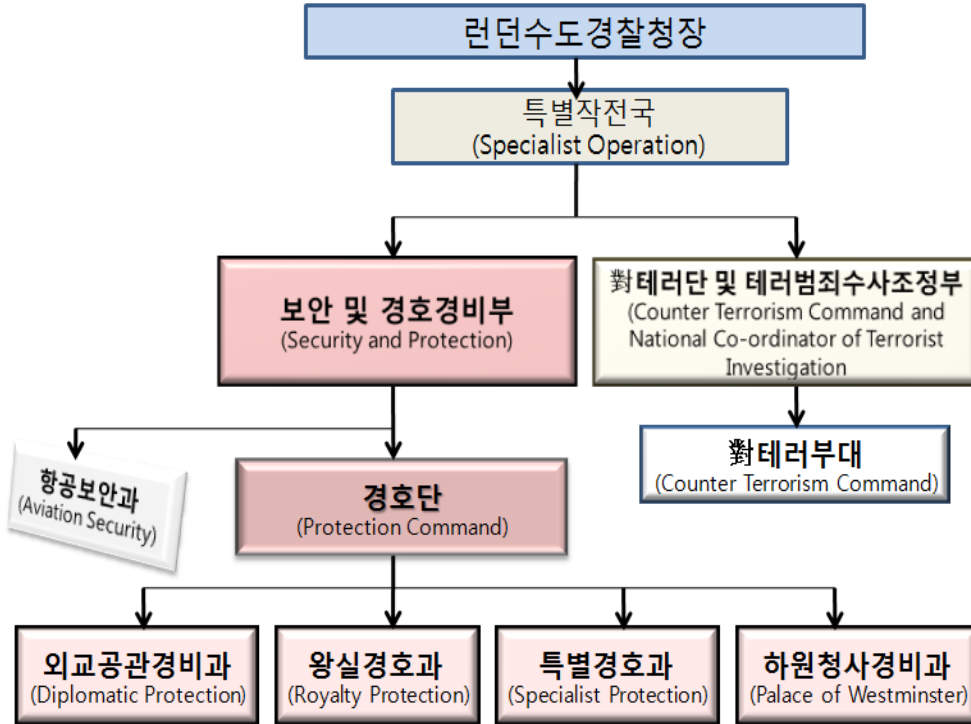 런던수도경찰청장
특별작전국
(Specialist Operation)
보안 및 경호경비부
(Security and Protection)
對테러단 및 테러범죄수사조정부
(Counter Terrorism Command and
National Co-ordinator of Terrorist
Investigation
항공보안과
(Aviation Security)
경호단
(Protection Command)
對테러부대
(Counter Terrorism Command)
외교공관경비과
(Diplomatic Protection)
왕실경호과
(Royalty Protection)
특별경호과
(Specialist Protection)
하원청사경비과
(Palace of Westminster)